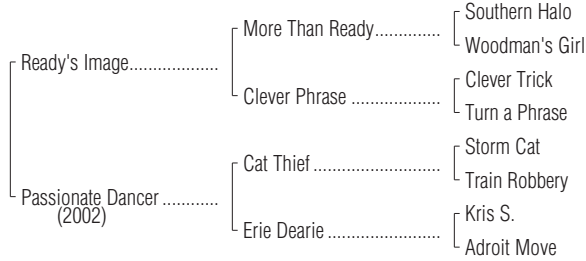 Southern Halo
More Than Ready...............
Woodman's Girl
Ready's Image....................
Clever Trick
Clever Phrase ....................
Turn a Phrase
Storm Cat
Cat Thief ............................
Train Robbery
Passionate Dancer ............
(2002)
Kris S.
Erie Dearie .........................
Adroit Move